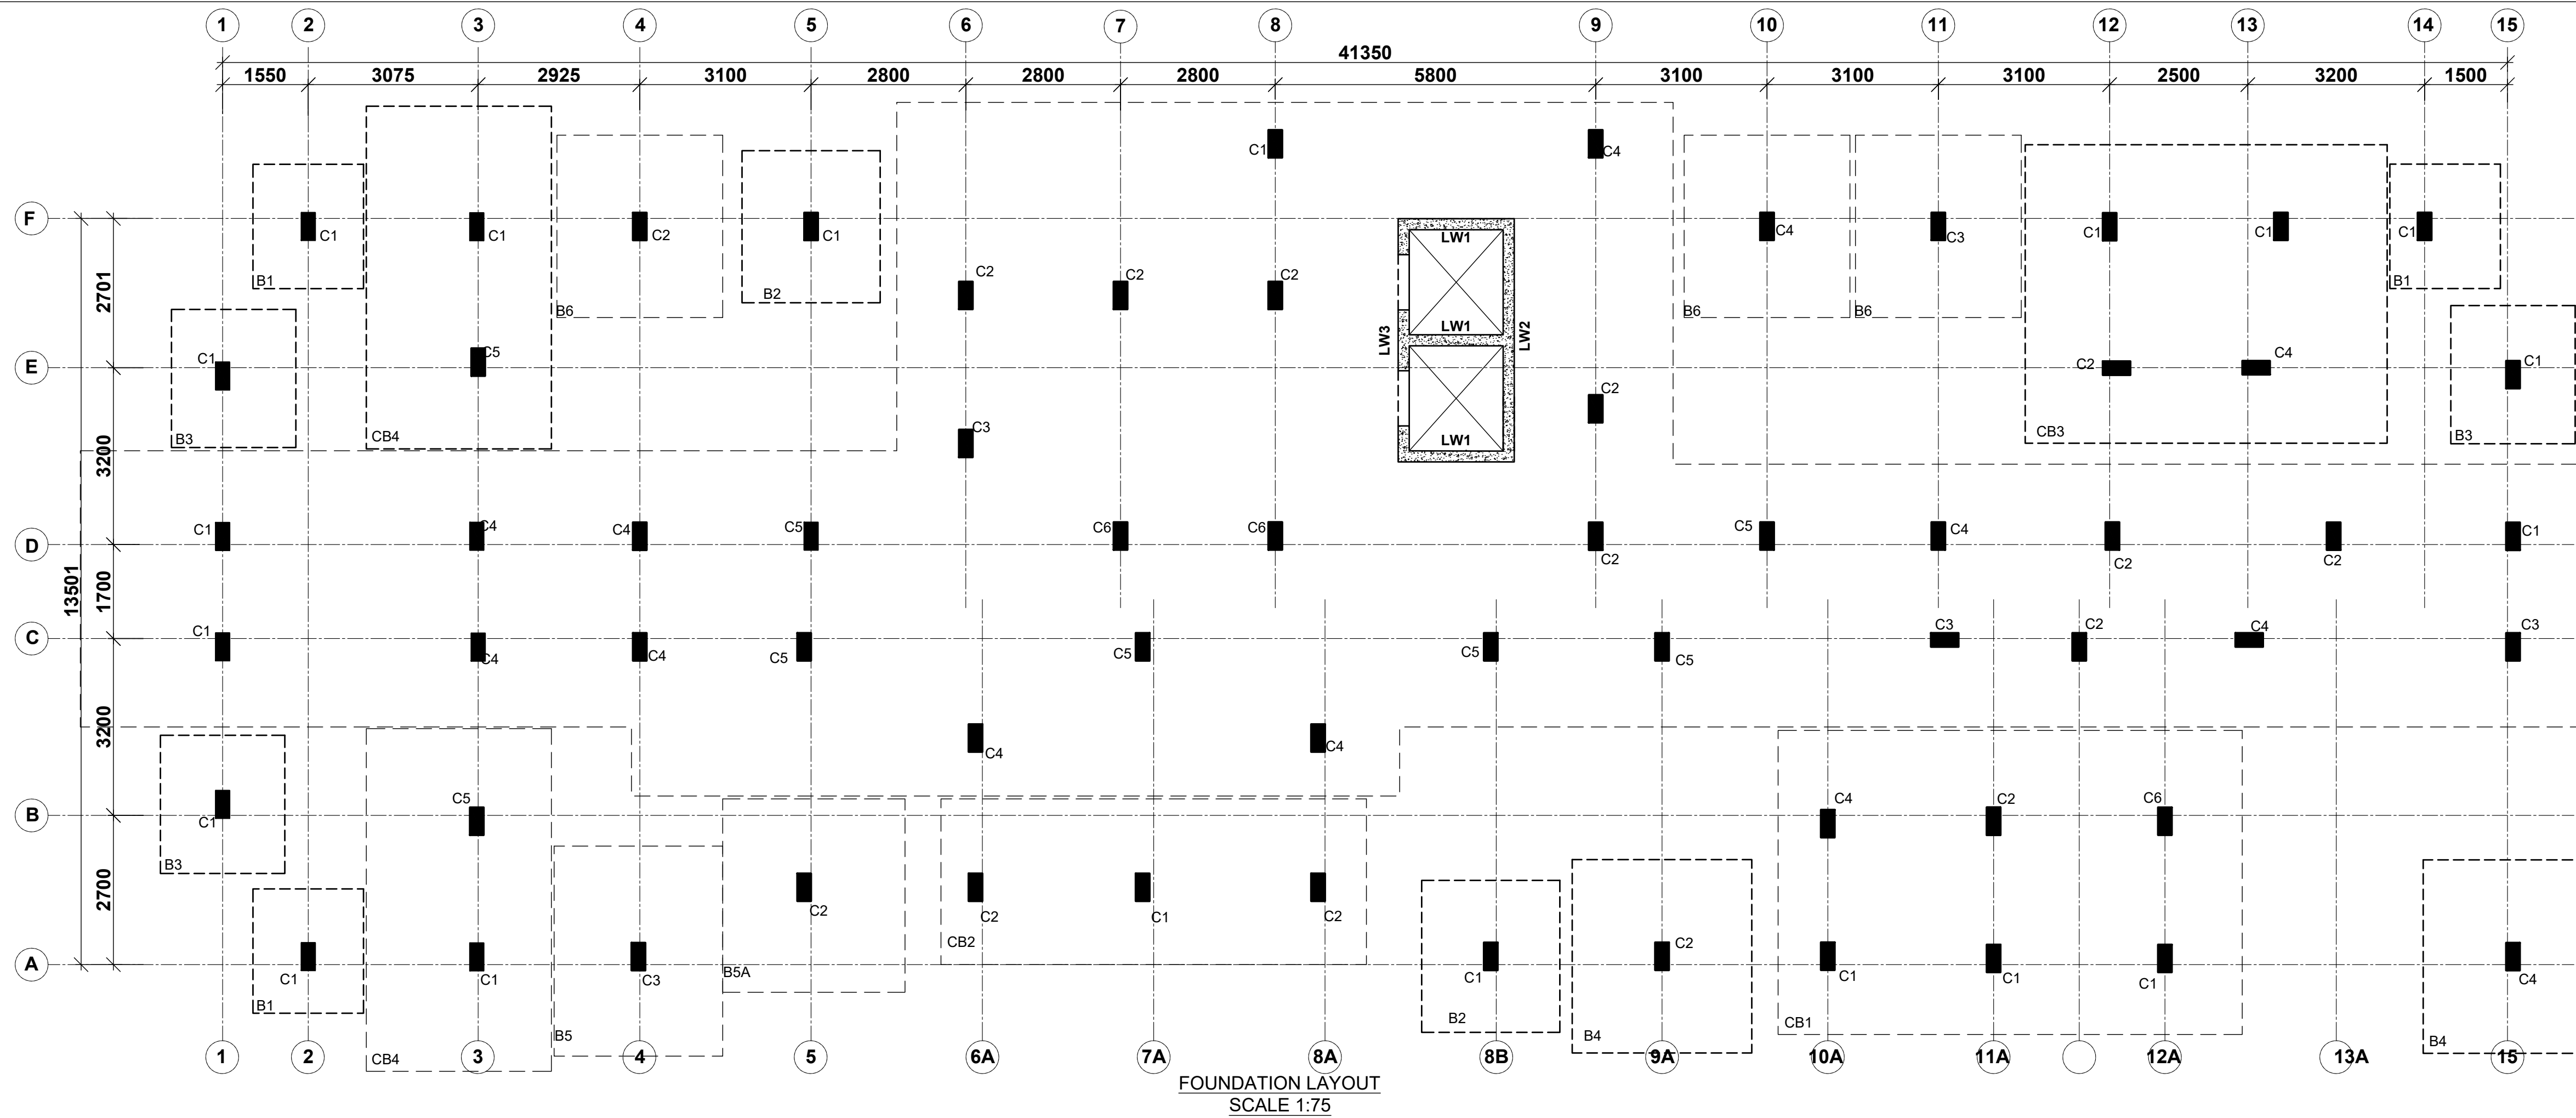 1 2 3 4 5 6 7 8 9 10 11 12 13 14 15
41350
1550 3075 2925 3100 2800 2800 2800 5800 3100 3100 3100 2500 3200 1500
C1 C4
F C1 C1 C2 C1 LW1 C4 C3 C1 C1 C1
2701 C2 C2 C2
B1 B6 B2 B6 B6 B1
LW3 LW1 LW2
E C1 C5 C2 C4 C1
C2
B3 CB4 C3 LW1 CB3 B3
3200
C1 C4 C4 C5 C6 C6 C5 C4 C1
D C2 C2 C2
13501 1700
C C1 C4 C4 C5 C5 C5 C5 C3 C2 C4 C3
3200 C4 C4
B C1 C5 C4 C2 C6
B3
2700 C2 C2 C1 C2
CB2 C2
A C1 C1 C3 B5A C1 C1 C1 C1 C4
B1 B2 CB1
CB4 B5 B4 B4
1 2 3 4 5 6A 7A 8A 8B 9A 10A 11A 12A 13A 15
FOUNDATION LAYOUT
SCALE 1:75